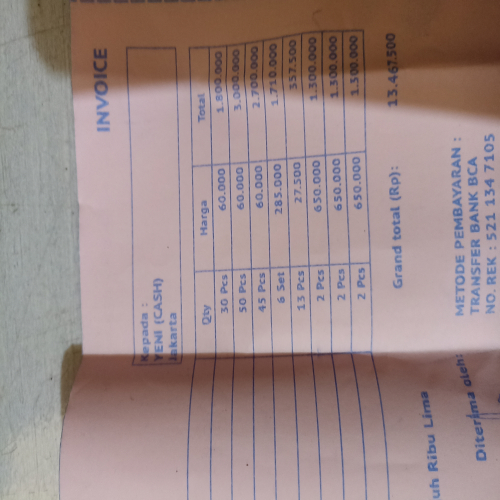 INVOICE
Kepada :
YENI (CASH)
Jakarta
Qty Harga Total
30 Pcs 60.000 1.800.000
50 Pcs 60.000 3.000.000
45 Pcs 60.000 2.700.000
6 Set 285.000 1.710.000
13 Pcs 27.500 357.500
2 Pcs 650.000 1.300.000
2 Pcs 650.000 1.300.000
2 Pcs 650.000 1.300.000
Grand total (Rp): 13.467.500
uh Ribu Lima
METODE PEMBAYARAN :
TRANSFER BANK BCA
NO. REK : 521 134 7105
Diterima oleh: